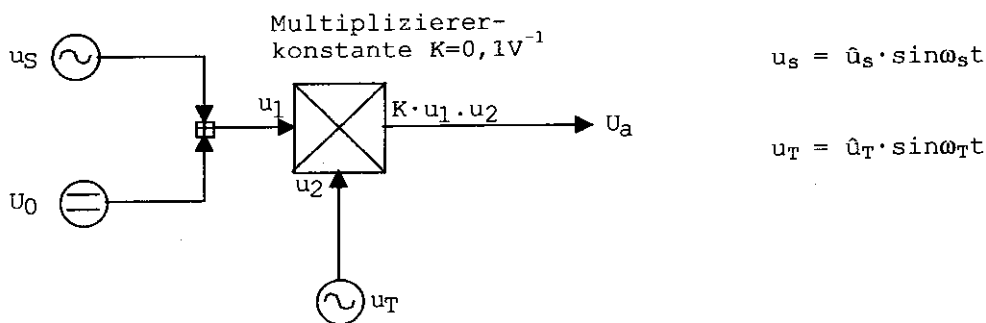 Multiplizierer-
konstante K=0,1V⁻¹
uS
us = ûs·sinωst
u1
K·u1.u2
Ua
uT = ûT·sinωTt
u2
U0
uT